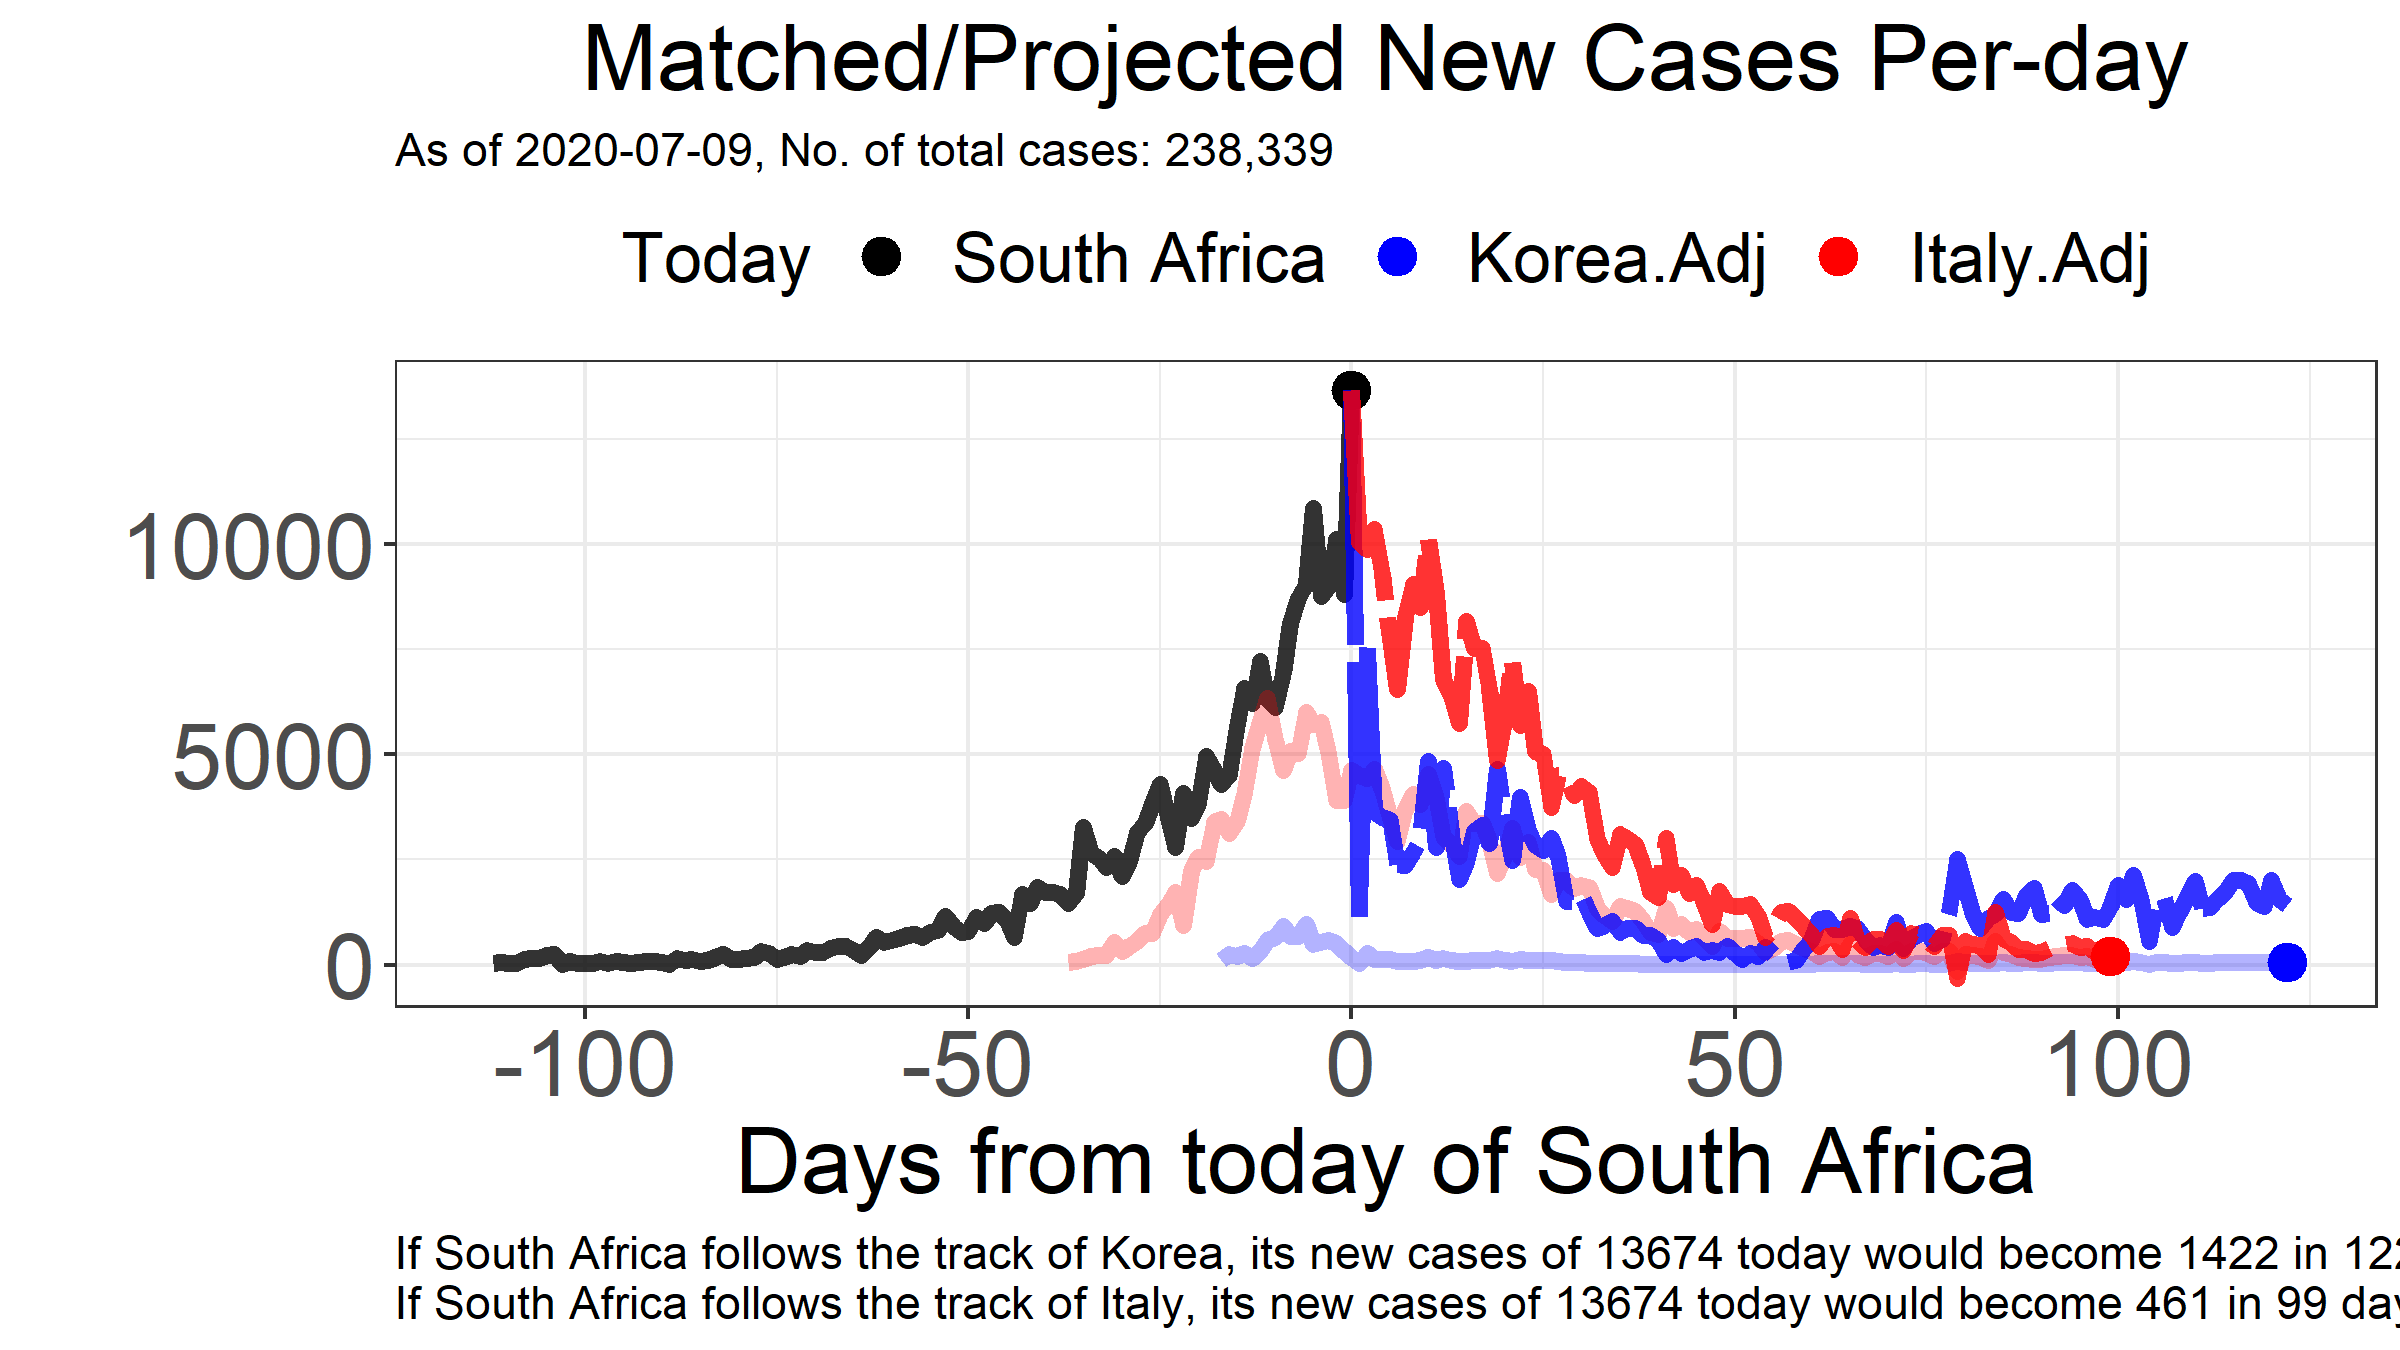 Matched/Projected New Cases Per-day
As of 2020-07-09, No. of total cases: 238,339
Today South Africa Korea.Adj Italy.Adj
10000
5000
0
-100 -50 0 50 100
Days from today of South Africa
If South Africa follows the track of Korea, its new cases of 13674 today would become 1422 in 122
If South Africa follows the track of Italy, its new cases of 13674 today would become 461 in 99 day